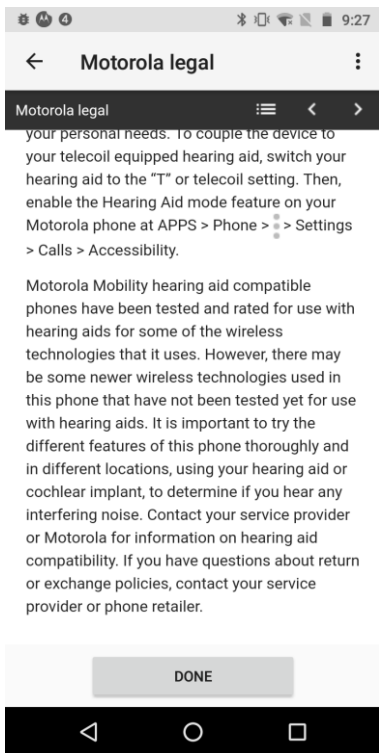 9:27
Motorola legal
Motorola legal
your personal needs. To couple the device to
your telecoil equipped hearing aid, switch your
hearing aid to the “T” or telecoil setting. Then,
enable the Hearing Aid mode feature on your
Motorola phone at APPS > Phone > > Settings
> Calls > Accessibility.
Motorola Mobility hearing aid compatible
phones have been tested and rated for use with
hearing aids for some of the wireless
technologies that it uses. However, there may
be some newer wireless technologies used in
this phone that have not been tested yet for use
with hearing aids. It is important to try the
different features of this phone thoroughly and
in different locations, using your hearing aid or
cochlear implant, to determine if you hear any
interfering noise. Contact your service provider
or Motorola for information on hearing aid
compatibility. If you have questions about return
or exchange policies, contact your service
provider or phone retailer.
DONE